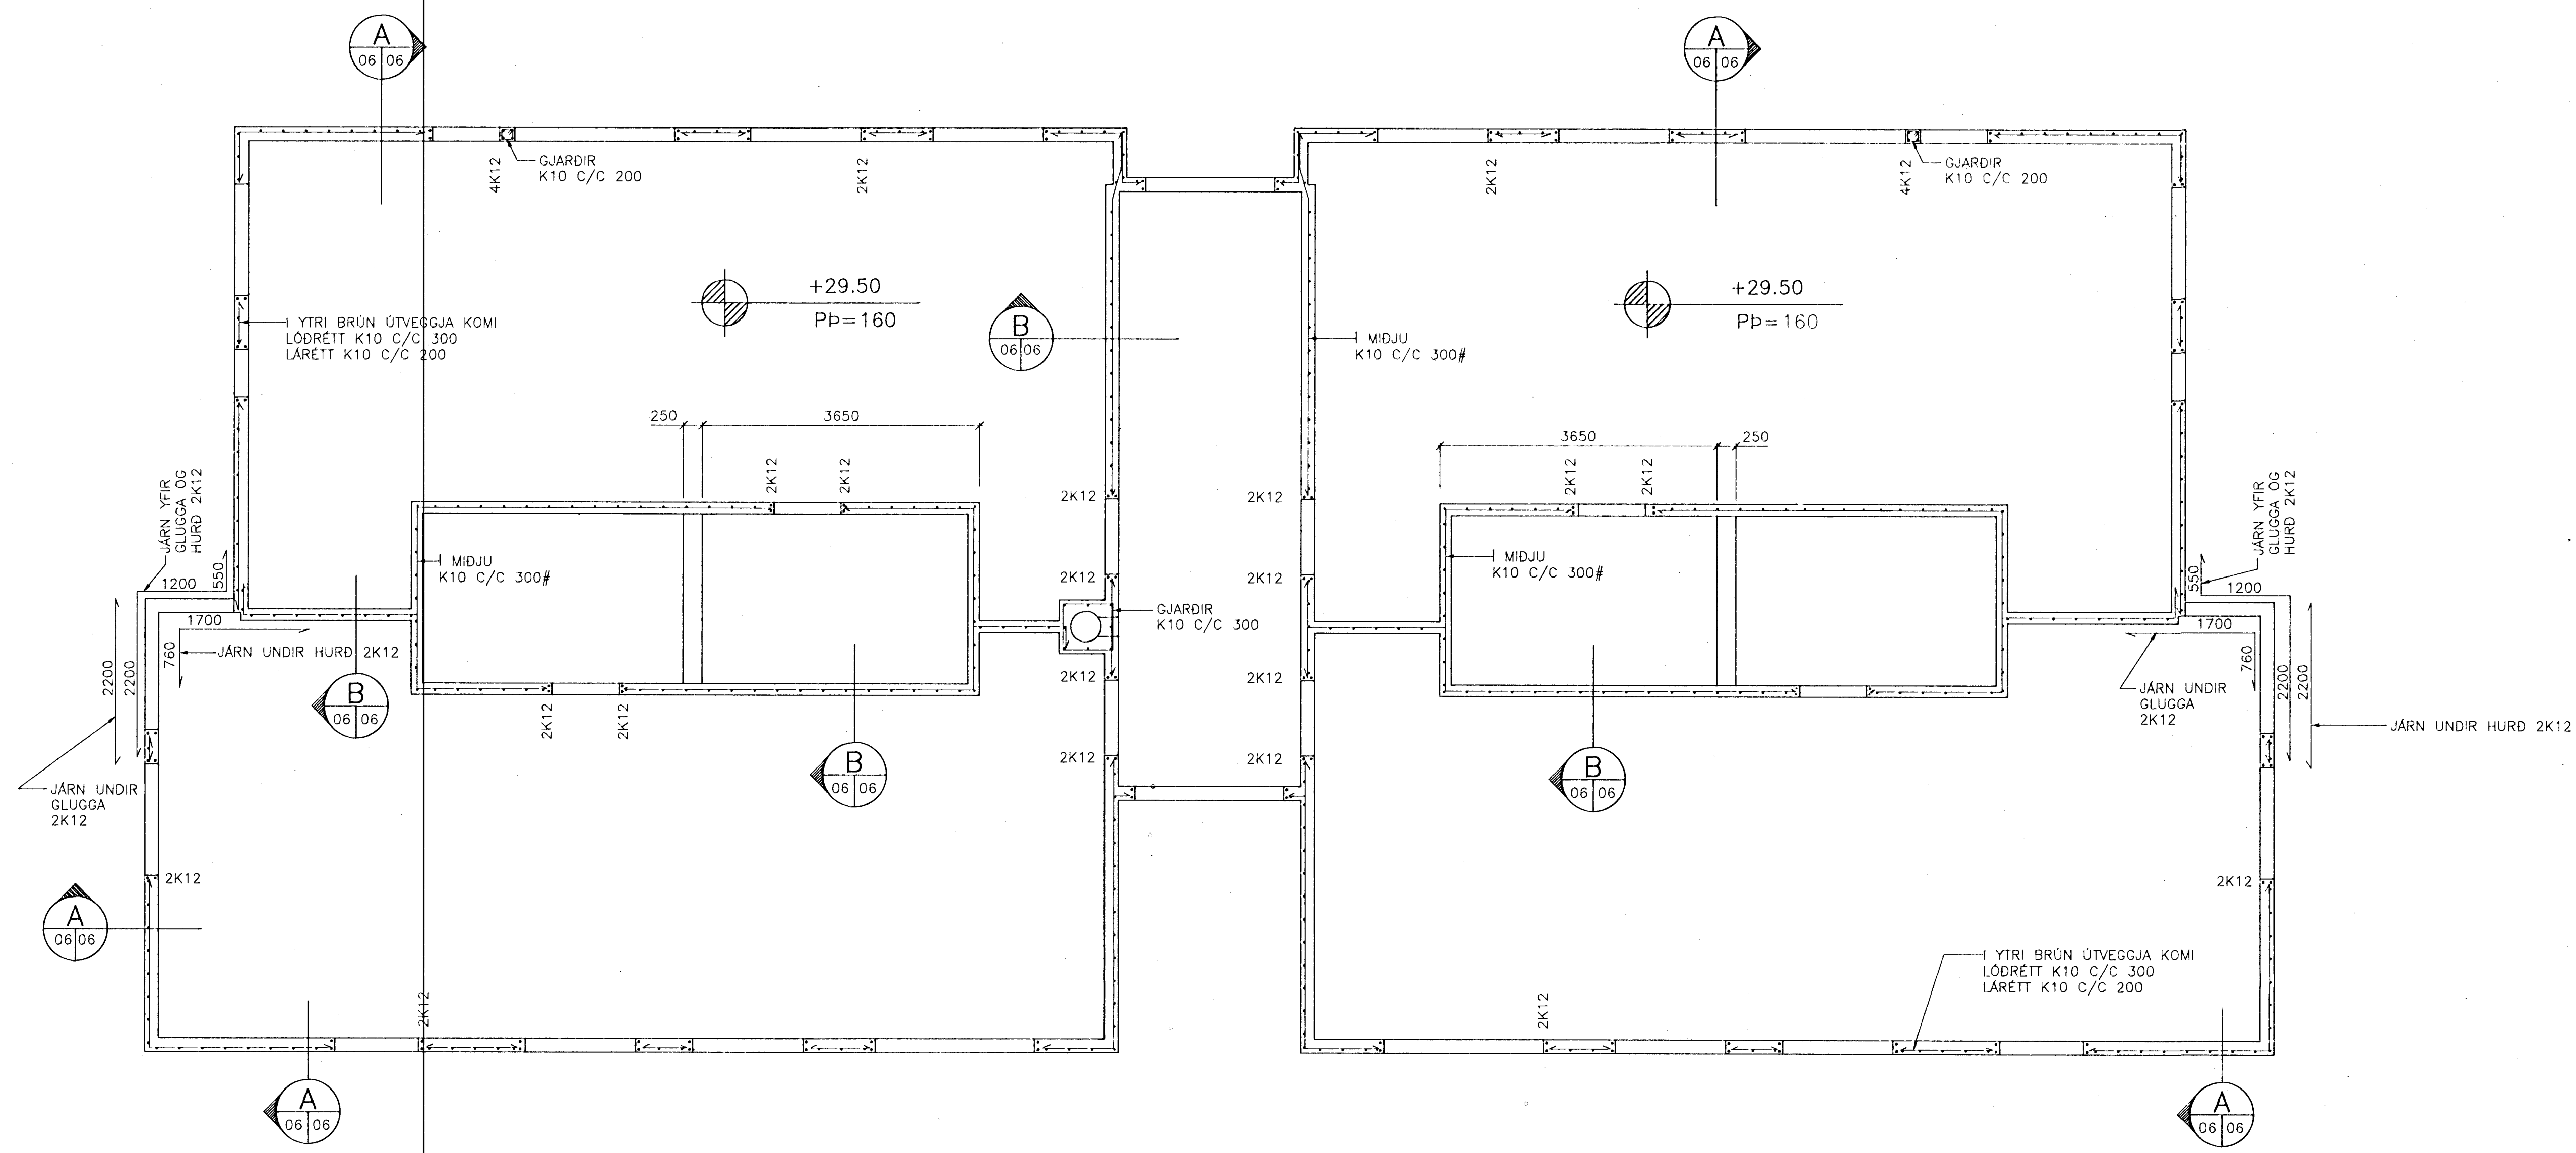 A
06 06
A
06 06
4K12
GJARÐIR
K10 C/C 200
2K12
2K12
4K12
GJARÐIR
K10 C/C 200
+29.50
PÞ=160
B
06 06
+29.50
PÞ=160
I YTRI BRÚN ÚTVEGGJA KOMI
LÓÐRÉTT K10 C/C 300
LÁRÉTT K10 C/C 200
I MIÐJU
K10 C/C 300#
250
3650
3650
250
2K12
2K12
2K12
2K12
2K12
2K12
JÁRN YFIR
GLUGGA OG
HURÐ 2K12
JÁRN YFIR
GLUGGA OG
HURÐ 2K12
I MIÐJU
K10 C/C 300#
I MIÐJU
K10 C/C 300#
2K12
2K12
1200
550
550
1200
GJARÐIR
K10 C/C 300
1700
760
JÁRN UNDIR HURÐ 2K12
2200
2200
1700
760
2200
2200
2K12
2K12
JÁRN UNDIR
GLUGGA
2K12
JÁRN UNDIR HURÐ 2K12
B
06 06
2K12
2K12
B
06 06
2K12
2K12
B
06 06
JÁRN UNDIR
GLUGGA
2K12
2K12
2K12
A
06 06
I YTRI BRÚN ÚTVEGGJA KOMI
LÓÐRÉTT K10 C/C 300
LÁRÉTT K10 C/C 200
2K12
2K12
A
06 06
A
06 06